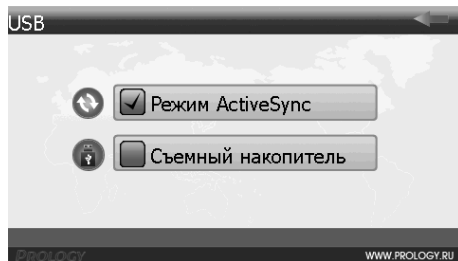 USB
Режим ActiveSync
Съемный накопитель
PROLOGY
WWW.PROLOGY.RU